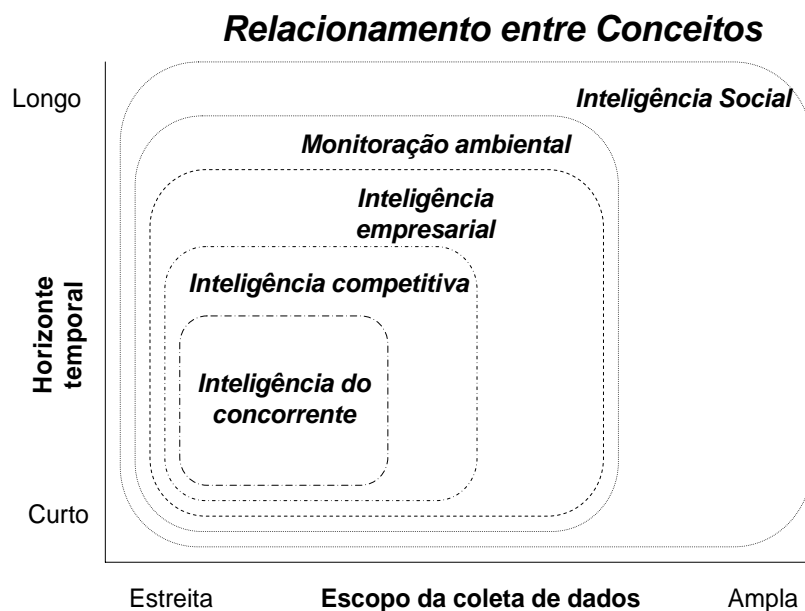 Relacionamento entre Conceitos
Longo
Inteligência Social
Monitoração ambiental
Inteligência
empresarial
Inteligência competitiva
Horizonte
temporal
Inteligência do
concorrente
Curto
Estreita
Escopo da coleta de dados
Ampla